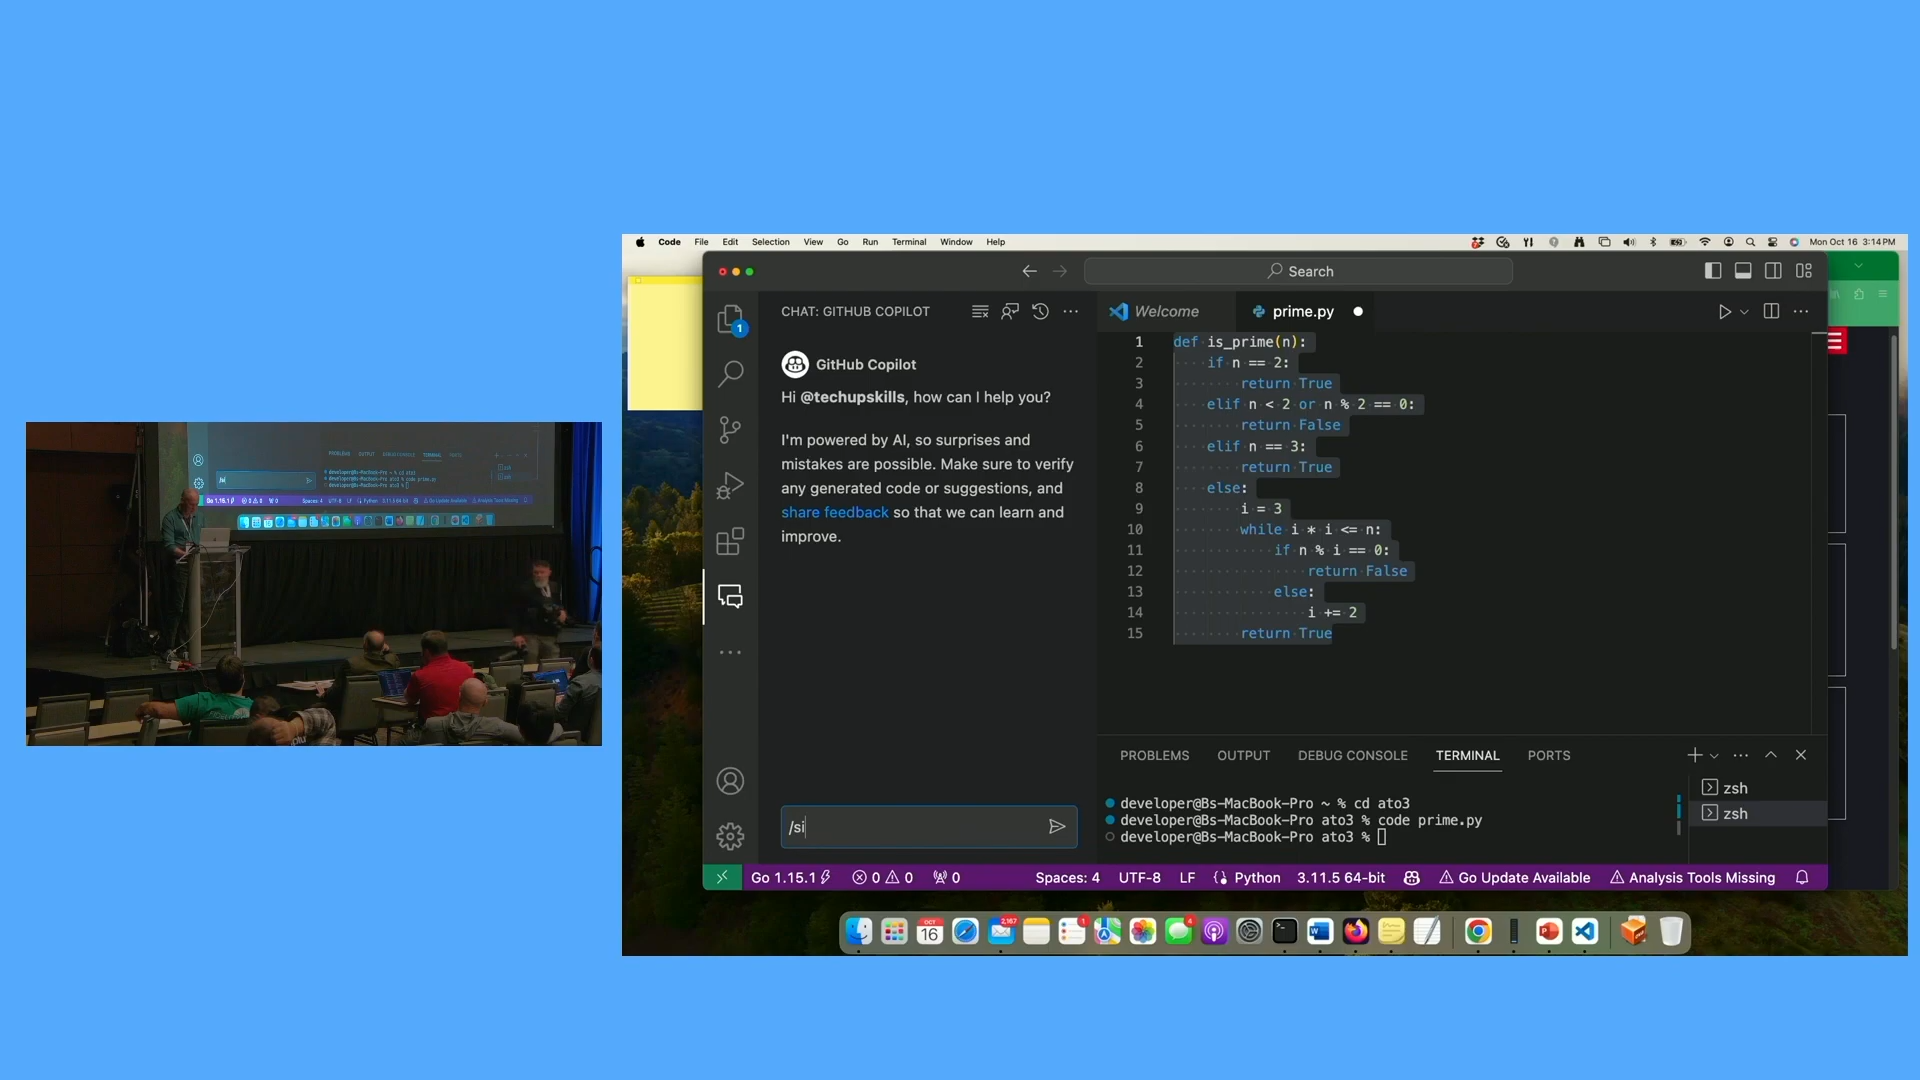 Code File Edit Selection View Go Run Terminal Window Help
Mon Oct 16 3:14 PM
Search
1
CHAT: GITHUB COPILOT
Welcome
prime.py
GitHub Copilot
Hi @techupskills, how can I help you?
I'm powered by AI, so surprises and
mistakes are possible. Make sure to verify
any generated code or suggestions, and
share feedback so that we can learn and
improve.
/si
1 def is_prime(n):
2 if n == 2:
3 return True
4 elif n < 2 or n % 2 == 0:
5 return False
6 elif n == 3:
7 return True
8 else:
9 i = 3
10 while i * i <= n:
11 if n % i == 0:
12 return False
13 else:
14 i += 2
15 return True
PROBLEMS OUTPUT DEBUG CONSOLE TERMINAL PORTS
developer@Bs-MacBook-Pro ~ % cd ato3
developer@Bs-MacBook-Pro ato3 % code prime.py
developer@Bs-MacBook-Pro ato3 %
zsh
zsh
Go 1.15.1 0 0 0 Spaces: 4 UTF-8 LF Python 3.11.5 64-bit Go Update Available Analysis Tools Missing
OCT
16
2,167
1
4